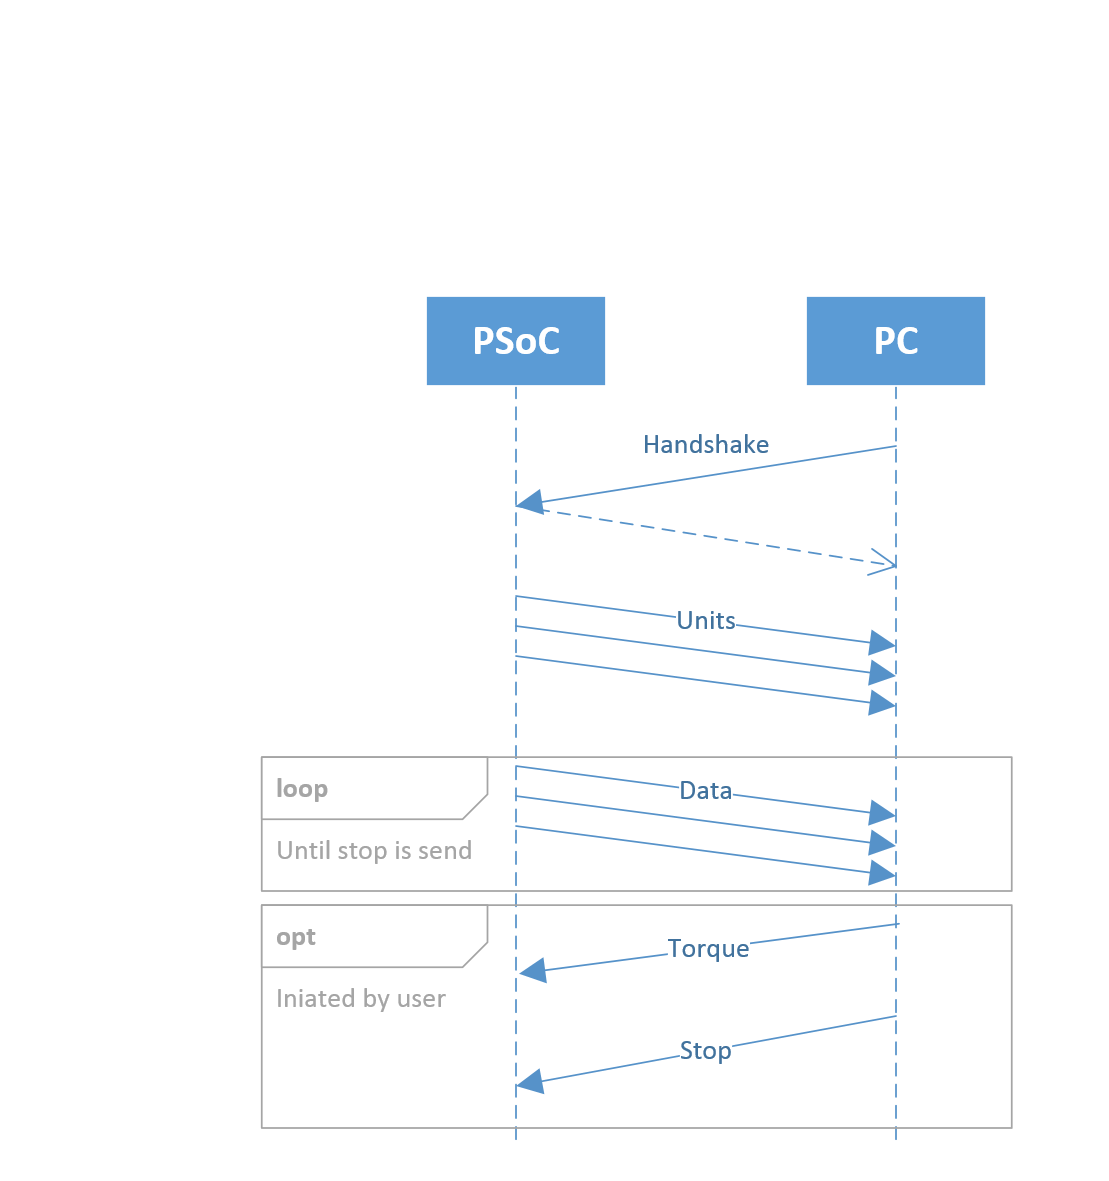 PSoC
PC
Handshake
Units
loop
Data
Until stop is send
opt
Torque
Iniated by user
Stop